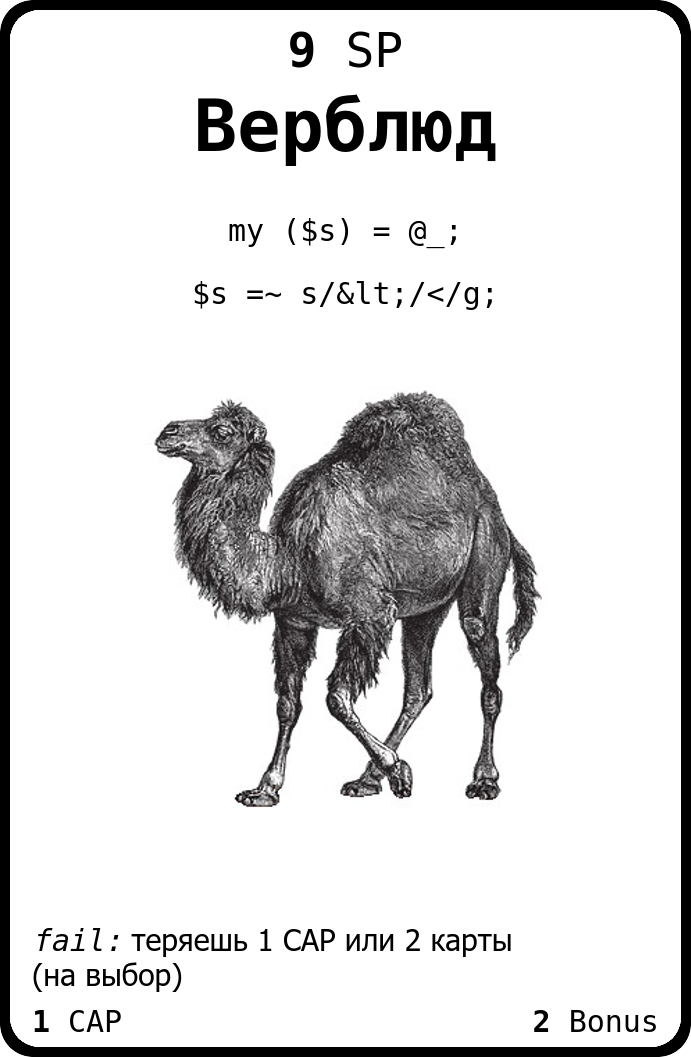 9 SP
Верблюд
my ($s) = @_;
$s =~ s/&lt;/</g;
fail: теряешь 1 CAP или 2 карты
(на выбор)
1 CAP 2 Bonus